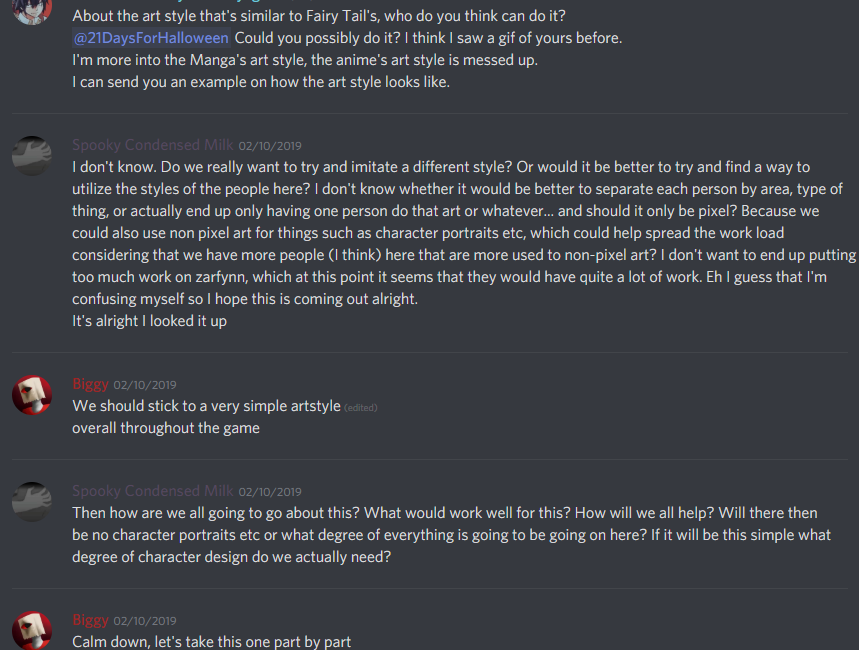 About the art style that's similar to Fairy Tail's, who do you think can do it?
@21DaysForHalloween Could you possibly do it? I think I saw a gif of yours before.
I'm more into the Manga's art style, the anime's art style is messed up.
I can send you an example on how the art style looks like.
Spooky Condensed Milk 02/10/2019
I don't know. Do we really want to try and imitate a different style? Or would it be better to try and find a way to
utilize the styles of the people here? I don't know whether it would be better to separate each person by area, type of
thing, or actually end up only having one person do that art or whatever... and should it only be pixel? Because we
could also use non pixel art for things such as character portraits etc, which could help spread the work load
considering that we have more people (I think) here that are more used to non-pixel art? I don't want to end up putting
too much work on zarfynn, which at this point it seems that they would have quite a lot of work. Eh I guess that I'm
confusing myself so I hope this is coming out alright.
It's alright I looked it up
Biggy 02/10/2019
We should stick to a very simple artstyle (edited)
overall throughout the game
Spooky Condensed Milk 02/10/2019
Then how are we all going to go about this? What would work well for this? How will we all help? Will there then
be no character portraits etc or what degree of everything is going to be going on here? If it will be this simple what
degree of character design do we actually need?
Biggy 02/10/2019
Calm down, let's take this one part by part